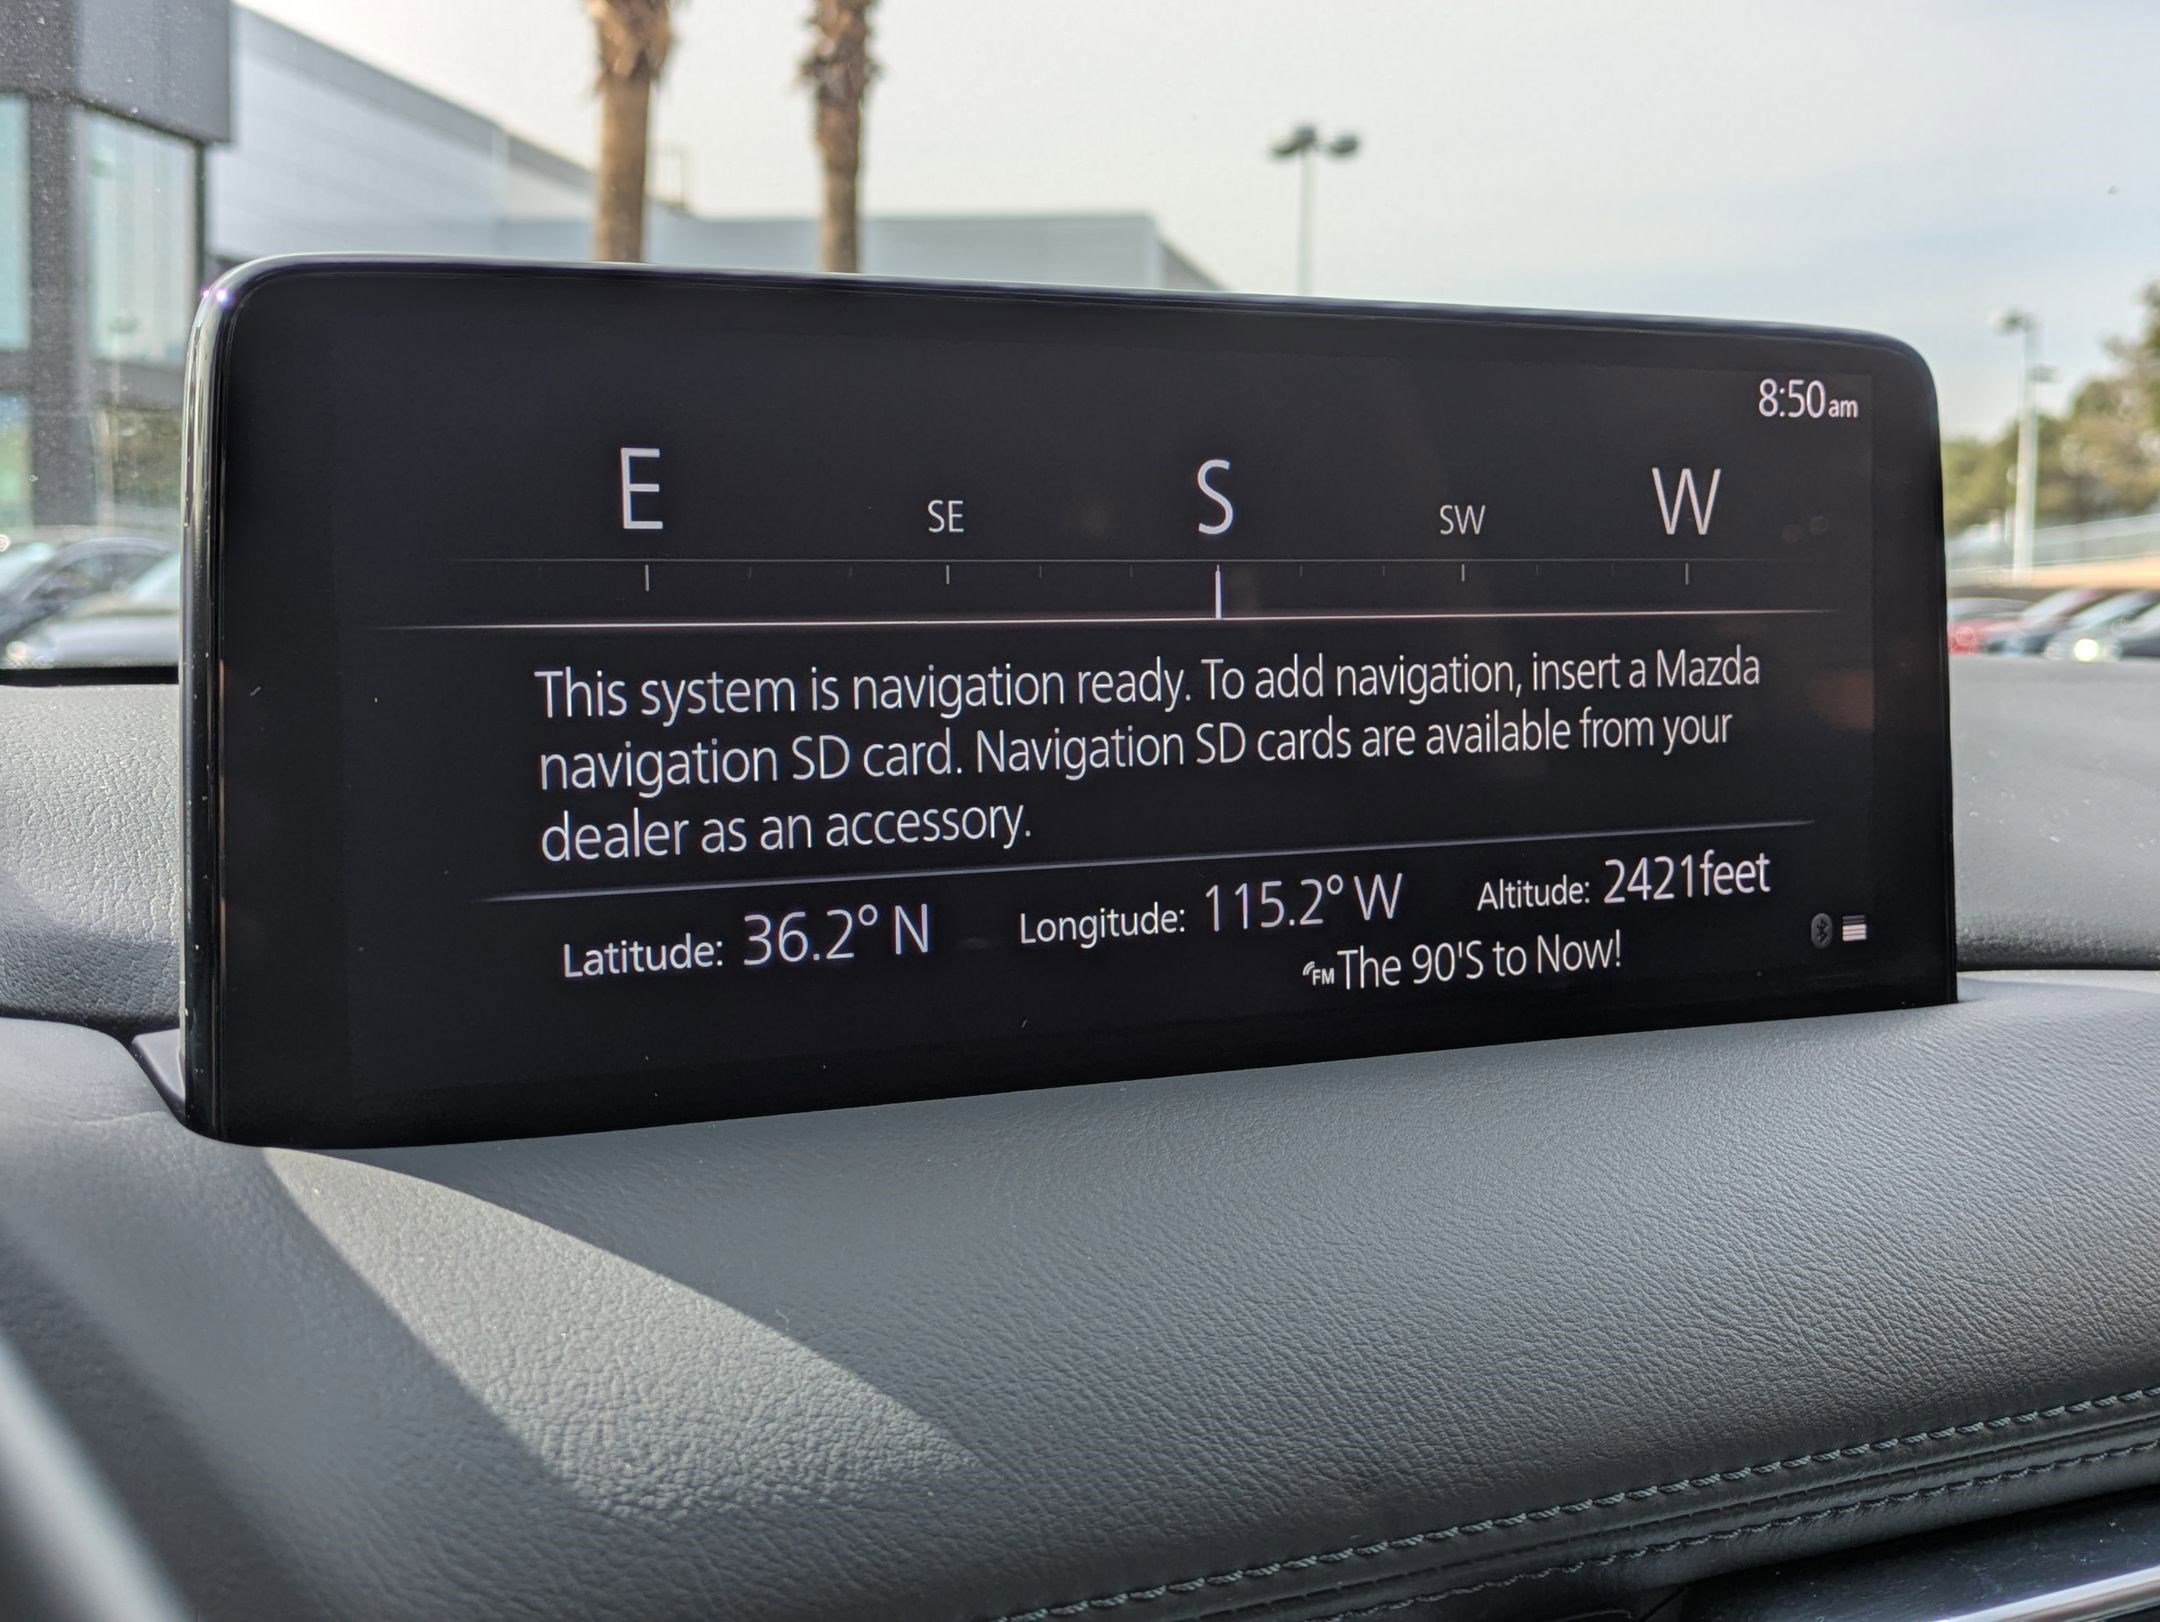 8:50am
E SE S SW W
This system is navigation ready. To add navigation, insert a Mazda
navigation SD card. Navigation SD cards are available from your
dealer as an accessory.
Latitude: 36.2° N Longitude: 115.2° W Altitude: 2421feet
FM The 90'S to Now!